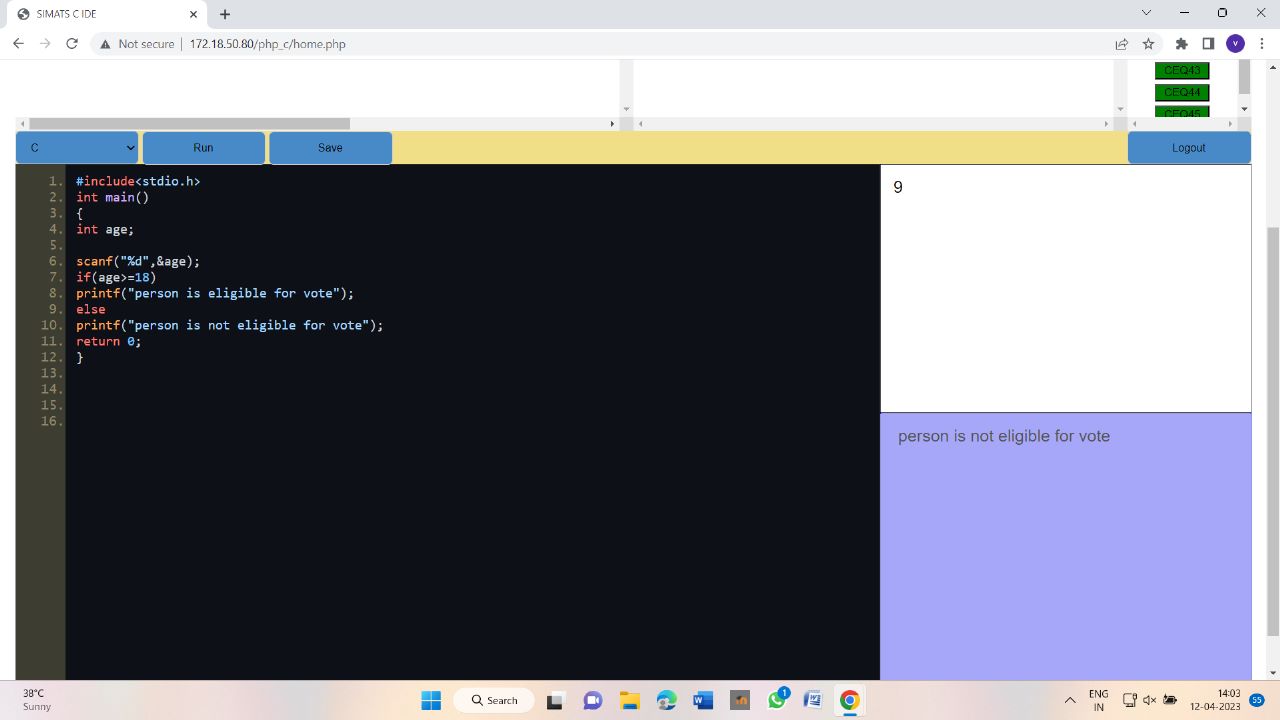 SIMATS C IDE
Not secure | 172.18.50.80/php_c/home.php
V
CEQ43
CEQ44
CEQ45
C
Run
Save
Logout
1. #include<stdio.h>
2. int main()
3. {
4. int age;
5.
6. scanf("%d",&age);
7. if(age>=18)
8. printf("person is eligible for vote");
9. else
10. printf("person is not eligible for vote");
11. return 0;
12. }
13.
14.
15.
16.
9
person is not eligible for vote
38°C
Sunny
Search
1
ENG
IN
14:03
12-04-2023
55